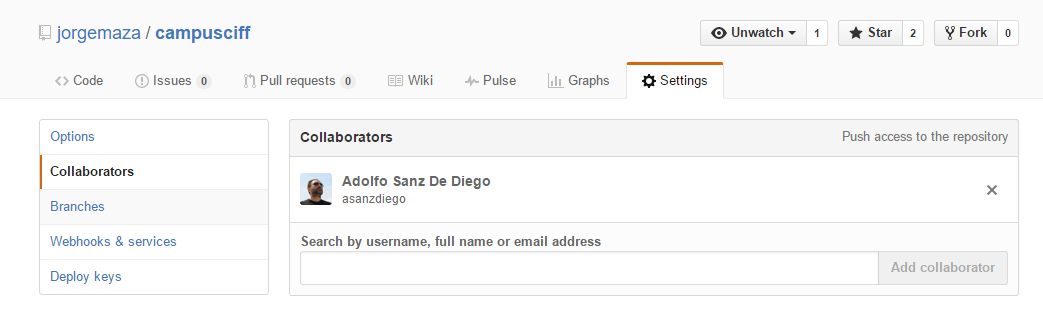 jorgemaza / campusciff
Unwatch 1 Star 2 Fork 0
Code Issues 0 Pull requests 0 Wiki Pulse Graphs Settings
Options
Collaborators
Branches
Webhooks & services
Deploy keys
Collaborators Push access to the repository
Adolfo Sanz De Diego
asanzdiego
Search by username, full name or email address
Add collaborator